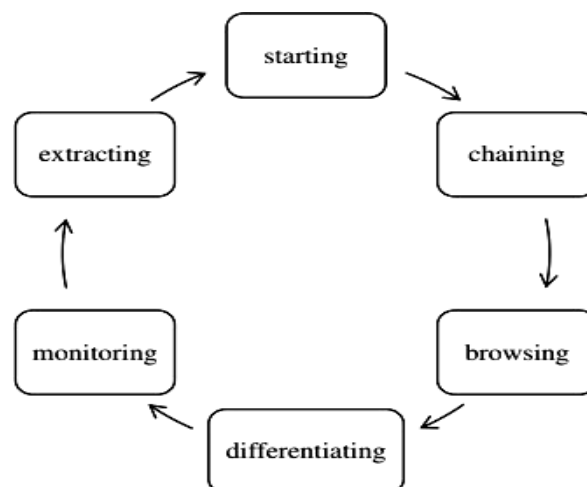 starting
extracting
chaining
monitoring
browsing
differentiating